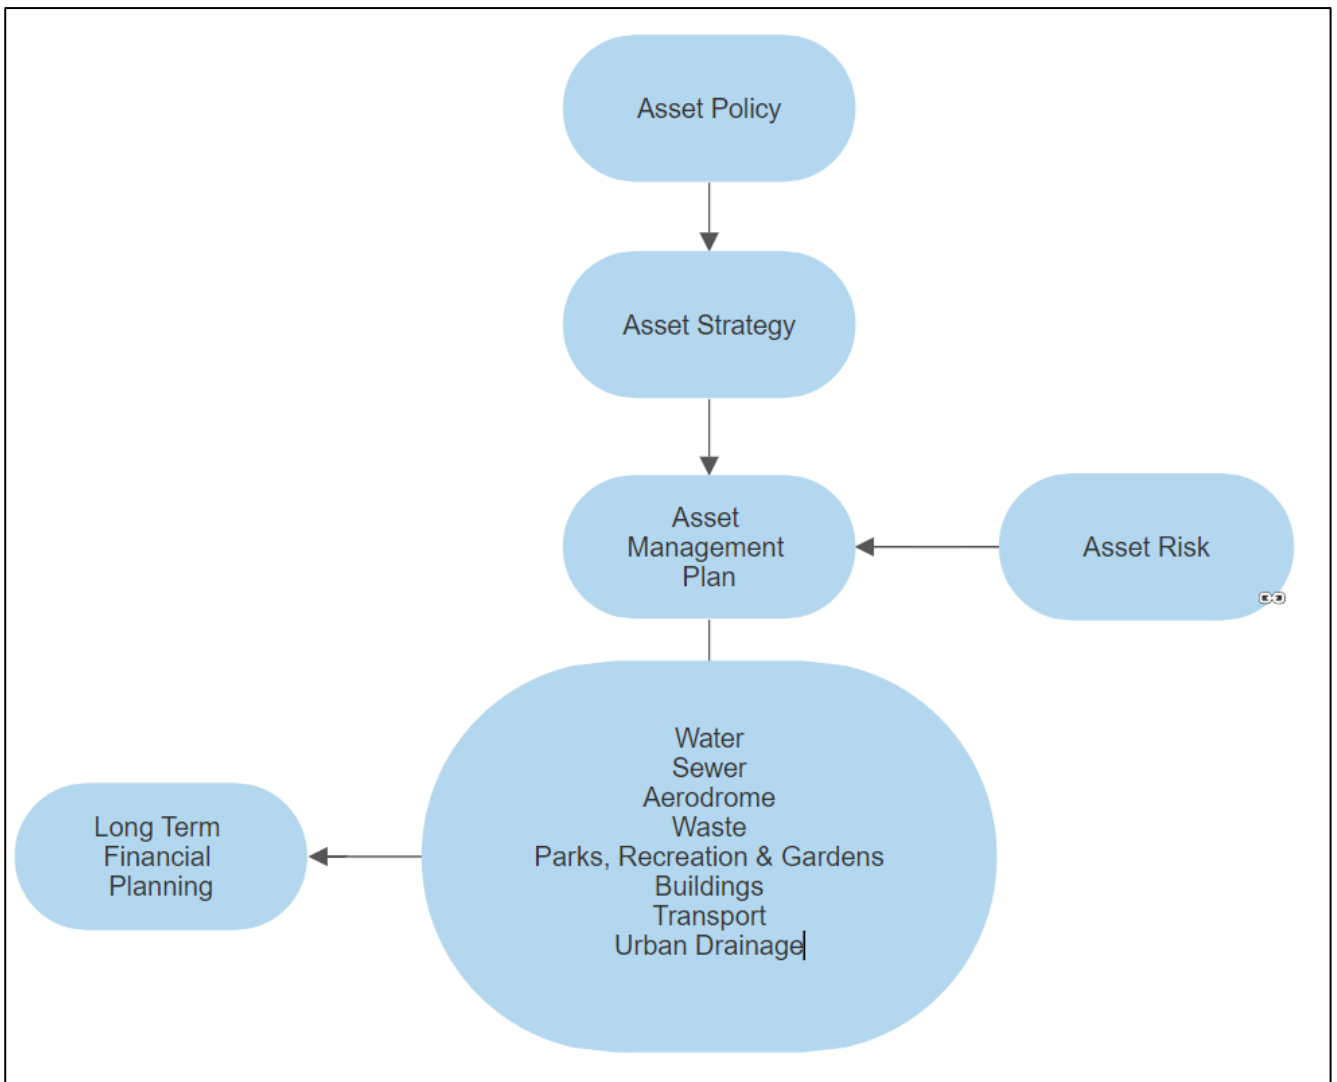 Asset Policy
Asset Strategy
Asset
Management
Plan
Asset Risk
Water
Sewer
Aerodrome
Waste
Parks, Recreation & Gardens
Buildings
Transport
Urban Drainage
Long Term
Financial
Planning